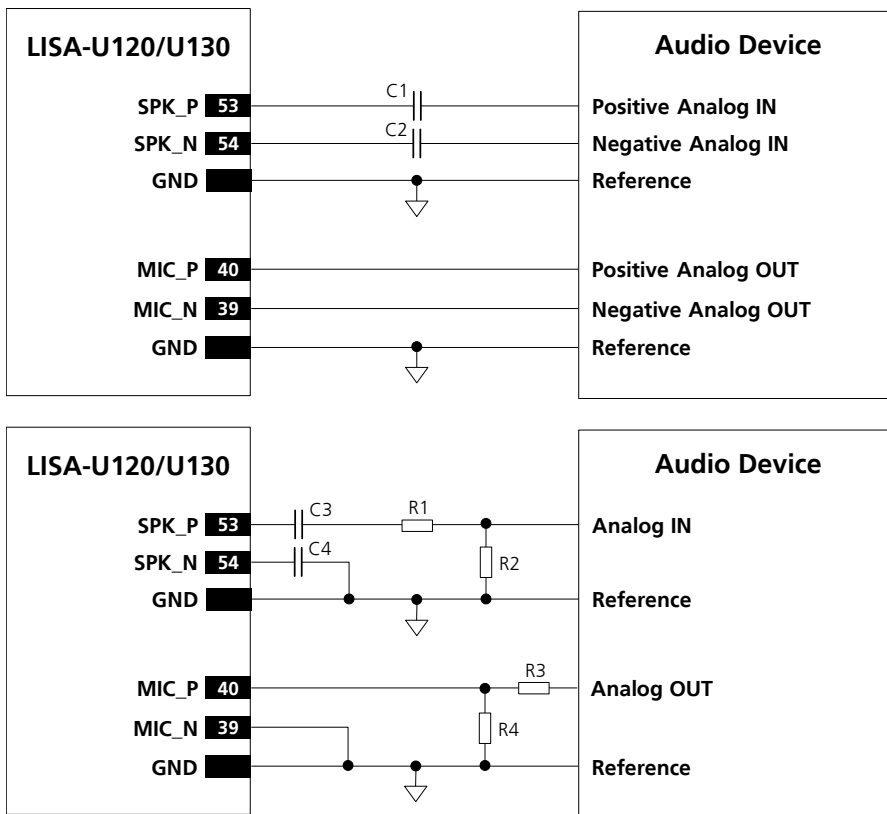 LISA-U120/U130
Audio Device
SPK_P 53 C1 Positive Analog IN
SPK_N 54 C2 Negative Analog IN
GND Reference
MIC_P 40 Positive Analog OUT
MIC_N 39 Negative Analog OUT
GND Reference
LISA-U120/U130
Audio Device
SPK_P 53 C3 R1 Analog IN
SPK_N 54 C4 R2
GND Reference
MIC_P 40 R3 Analog OUT
MIC_N 39 R4
GND Reference